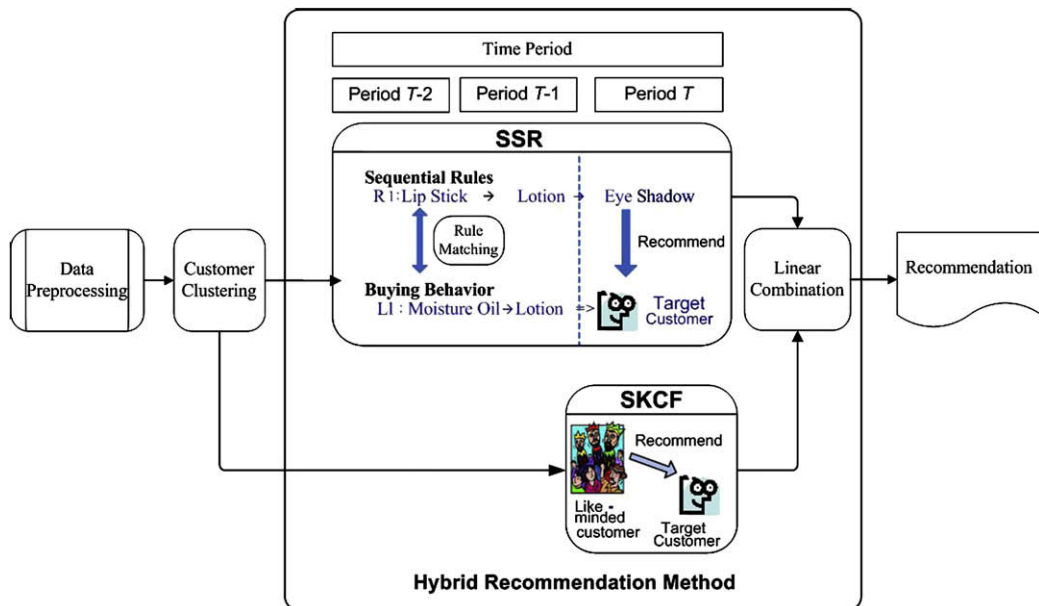 Time Period
Period T-2
Period T-1
Period T
SSR
Sequential Rules
R1:Lip Stick → Lotion → Eye Shadow
Rule
Matching
Recommend
Buying Behavior
L1 : Moisture Oil→Lotion =>
Target
Customer
Data
Preprocessing
Customer
Clustering
Linear
Combination
Recommendation
SKCF
Recommend
Like -
minded
customer
Target
Customer
Hybrid Recommendation Method